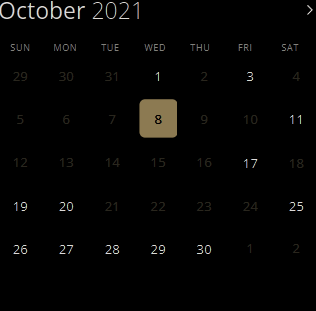 October 2021
SUN MON TUE WED THU FRI SAT
29 30 31 1 2 3 4
5 6 7 8 9 10 11
12 13 14 15 16 17 18
19 20 21 22 23 24 25
26 27 28 29 30 1 2